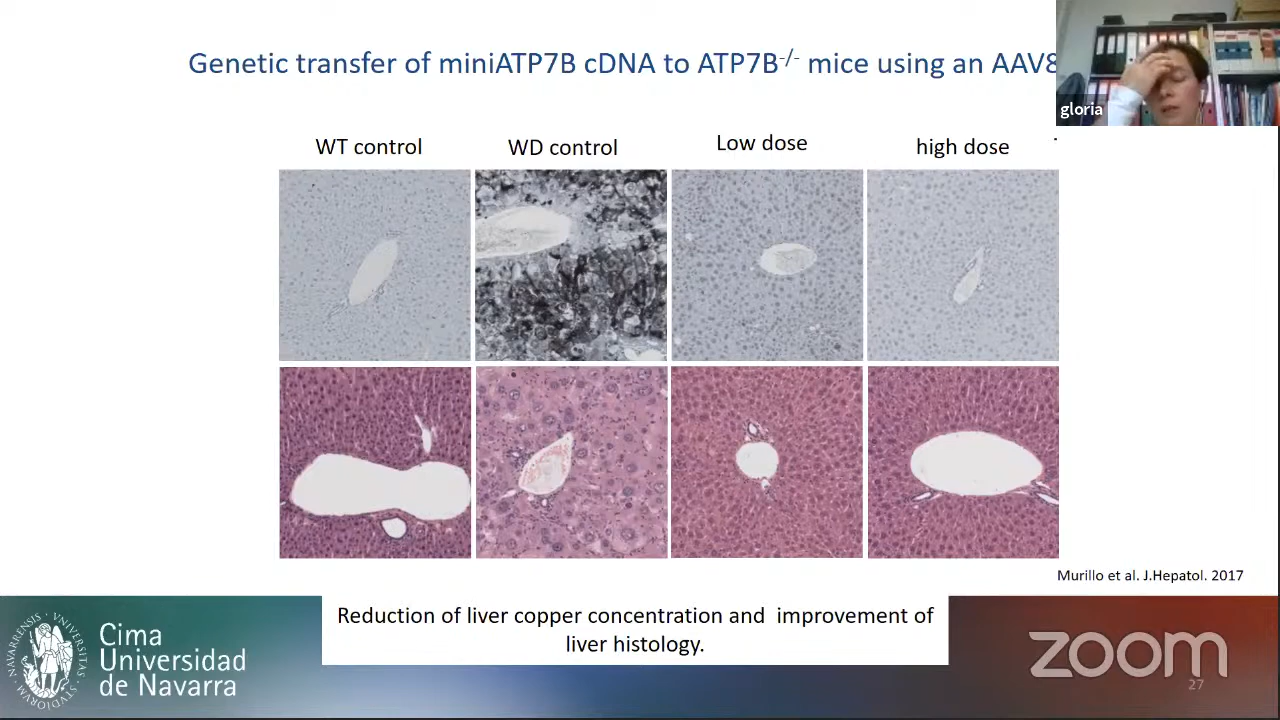 Genetic transfer of miniATP7B cDNA to ATP7B-/- mice using an AAV8
gloria
WT control
WD control
Low dose
high dose
Murillo et al. J.Hepatol. 2017
Reduction of liver copper concentration and improvement of
liver histology.
Cima
Universidad
de Navarra
zoom
27